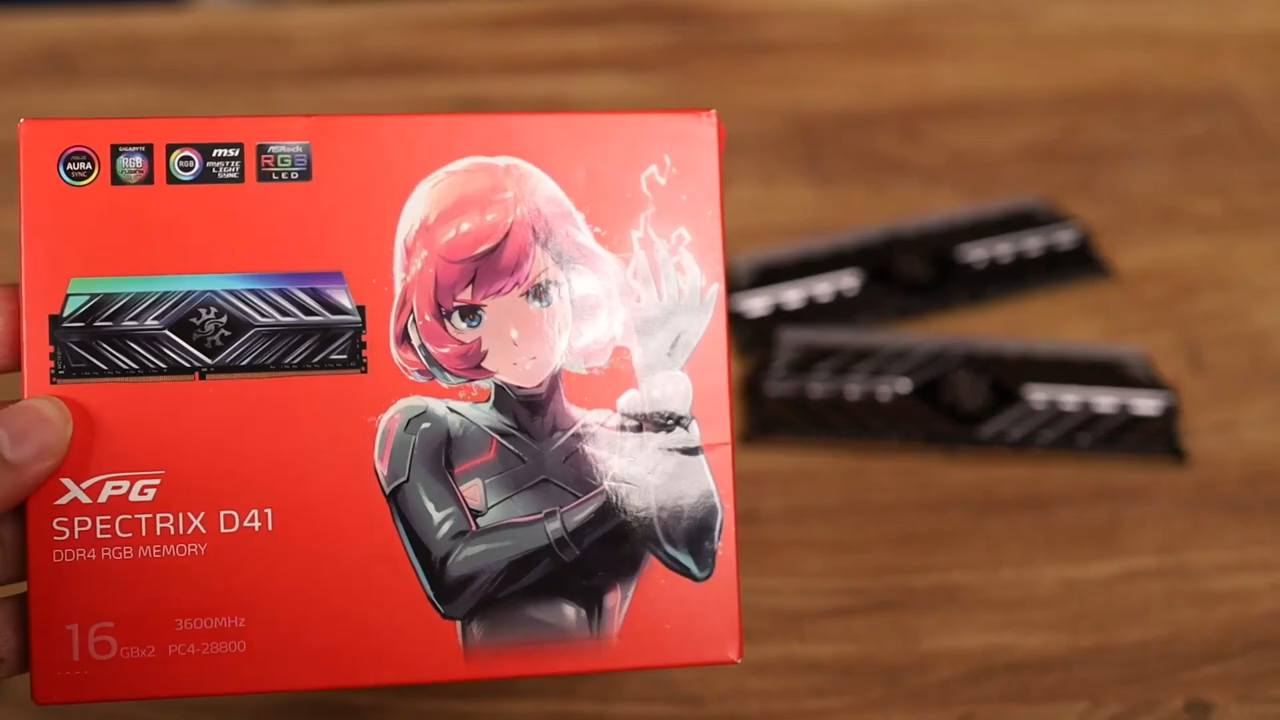 ASUS
AURA
SYNC
GIGABYTE
RGB
FUSION
RGB
msi
MYSTIC
LIGHT
SYNC
ASRock
RGB
LED
XPG
SPECTRIX D41
DDR4 RGB MEMORY
16GBx2
3600MHz
PC4-28800